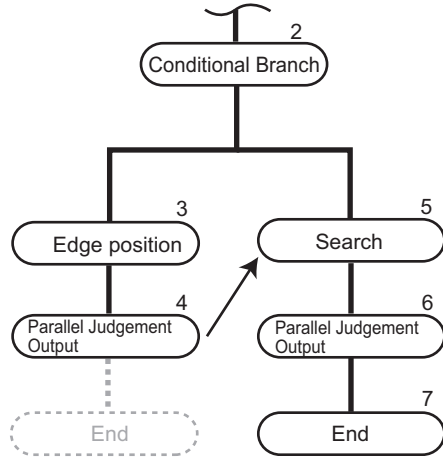 2
Conditional Branch
3
Edge position
4
Parallel Judgement
Output
End
5
Search
6
Parallel Judgement
Output
7
End